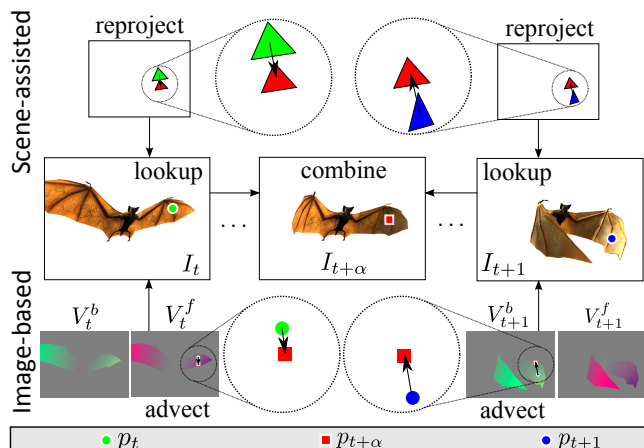 Scene-assisted
reproject
reproject
lookup
combine
lookup
. . .
. . .
I_t
I_{t+α}
I_{t+1}
Image-based
V_t^b
V_t^f
V_{t+1}^b
V_{t+1}^f
advect
advect
p_t
p_{t+α}
p_{t+1}